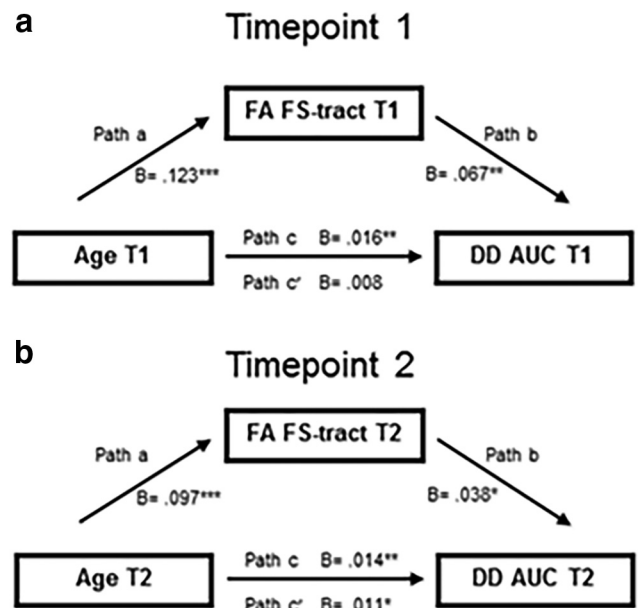 a
Timepoint 1
FA FS-tract T1
Path a
Path b
B= .123***
B= .067**
Age T1
Path c B= .016**
DD AUC T1
Path c' B= .008
b
Timepoint 2
FA FS-tract T2
Path a
Path b
B= .097***
B= .038*
Age T2
Path c B= .014**
DD AUC T2
Path c' B= .011*